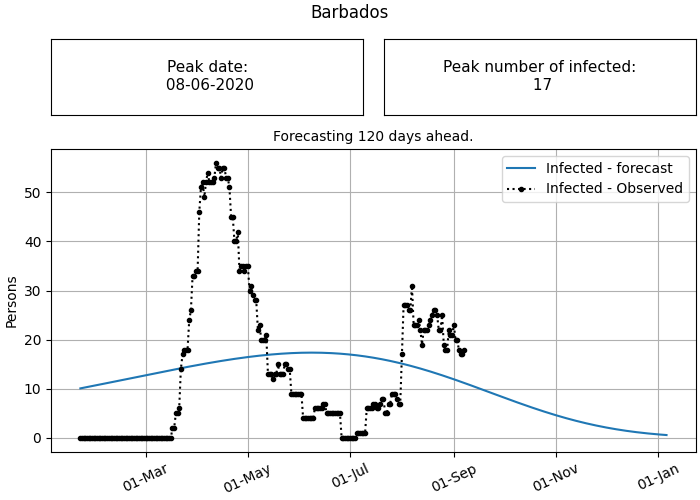 Barbados
Peak date:
08-06-2020
Peak number of infected:
17
Forecasting 120 days ahead.
Infected - forecast
Infected - Observed
Persons
50
40
30
20
10
0
01-Mar
01-May
01-Jul
01-Sep
01-Nov
01-Jan